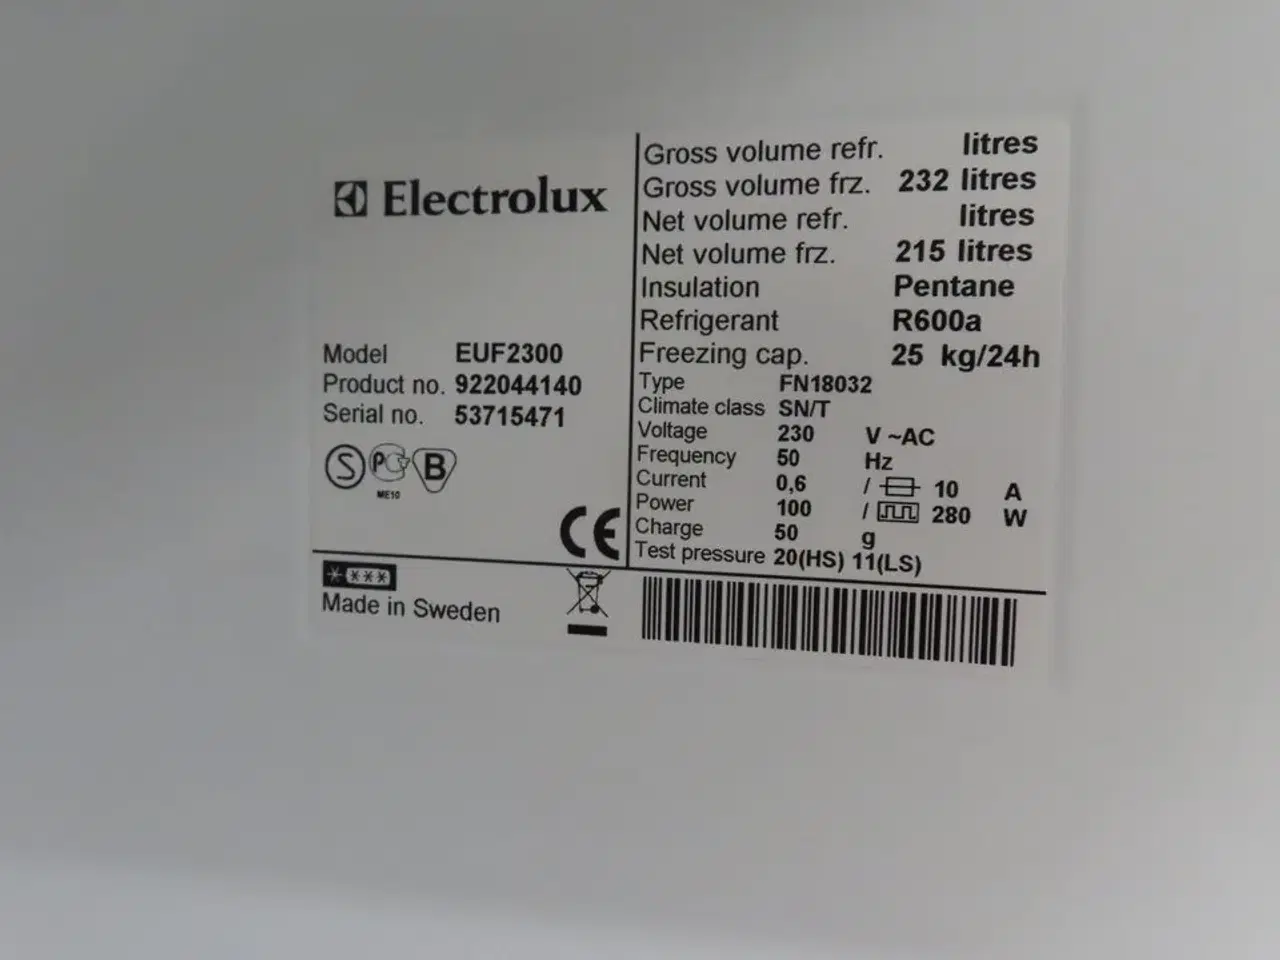 Electrolux
Model EUF2300
Product no. 922044140
Serial no. 53715471
S PC B
ME10
CE
Made in Sweden
Gross volume refr. litres
Gross volume frz. 232 litres
Net volume refr. litres
Net volume frz. 215 litres
Insulation Pentane
Refrigerant R600a
Freezing cap. 25 kg/24h
Type FN18032
Climate class SN/T
Voltage 230 V ~AC
Frequency 50 Hz
Current 0,6 / 10 A
Power 100 / 280 W
Charge 50 g
Test pressure 20(HS) 11(LS)